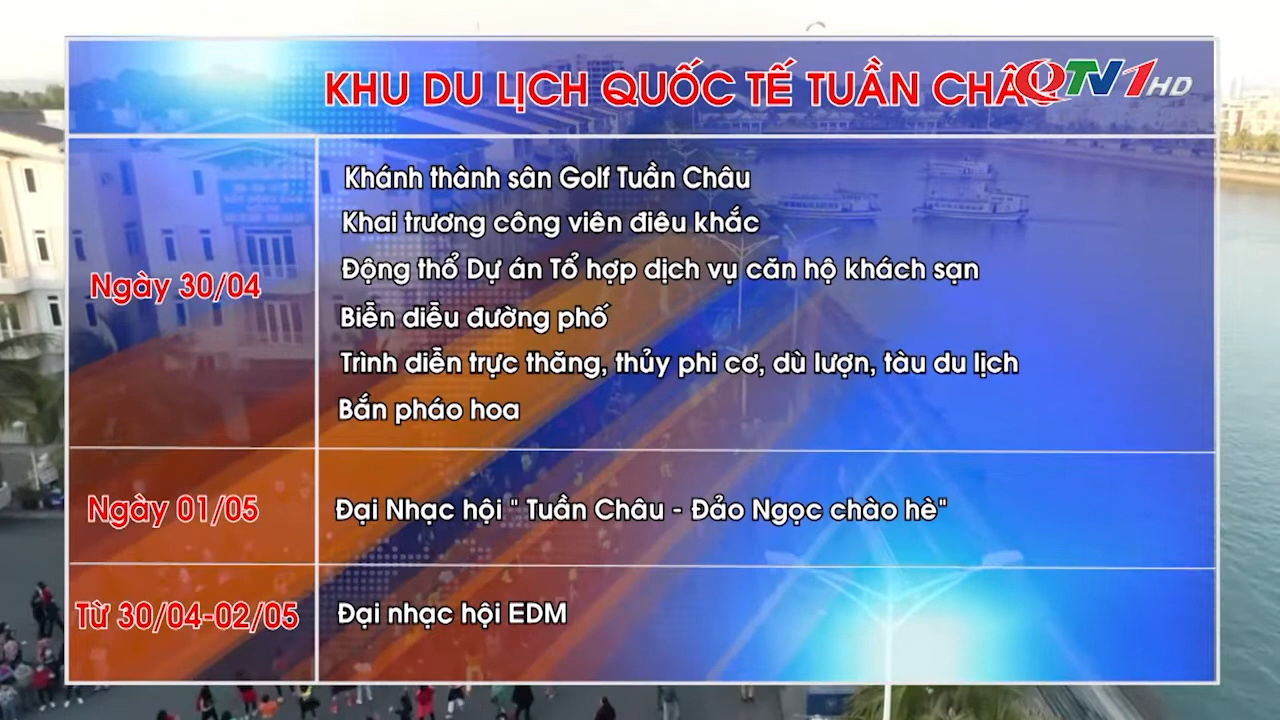 KHU DU LỊCH QUỐC TẾ TUẦN CHÂU
QTV1 HD
Ngày 30/04
Khánh thành sân Golf Tuần Châu
Khai trương công viên điêu khắc
Động thổ Dự án Tổ hợp dịch vụ căn hộ khách sạn
Biễn diễu đường phố
Trình diễn trực thăng, thủy phi cơ, dù lượn, tàu du lịch
Bắn pháo hoa
Ngày 01/05
Đại Nhạc hội " Tuần Châu - Đảo Ngọc chào hè"
Từ 30/04-02/05
Đại nhạc hội EDM